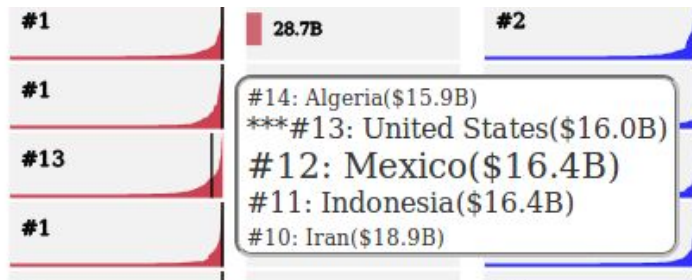 #1
28.7B
#2
#1
#14: Algeria($15.9B)
***#13: United States($16.0B)
#13
#12: Mexico($16.4B)
#11: Indonesia($16.4B)
#1
#10: Iran($18.9B)